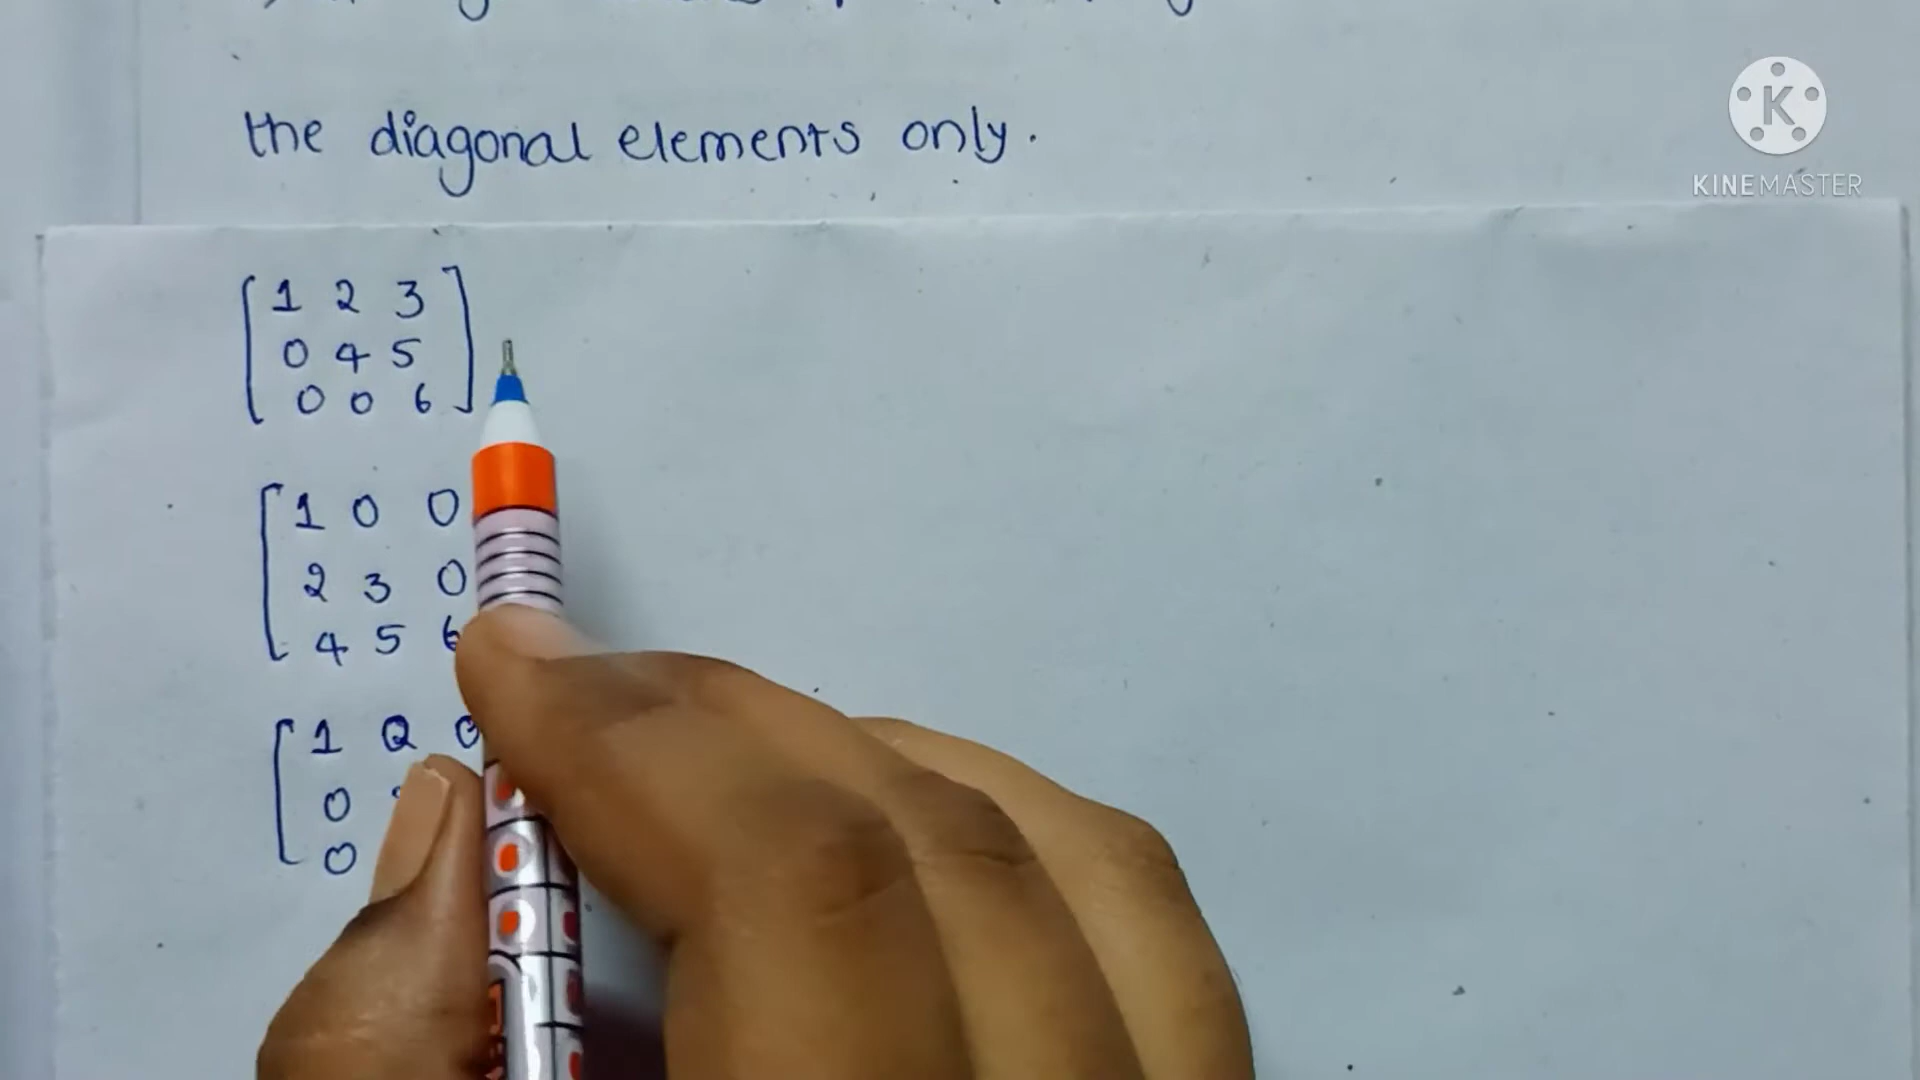 the diagonal elements only.
K
KINEMASTER
1 2 3
0 4 5
0 0 6
1 0 0
2 3 0
4 5 6
1 0 0
0
0